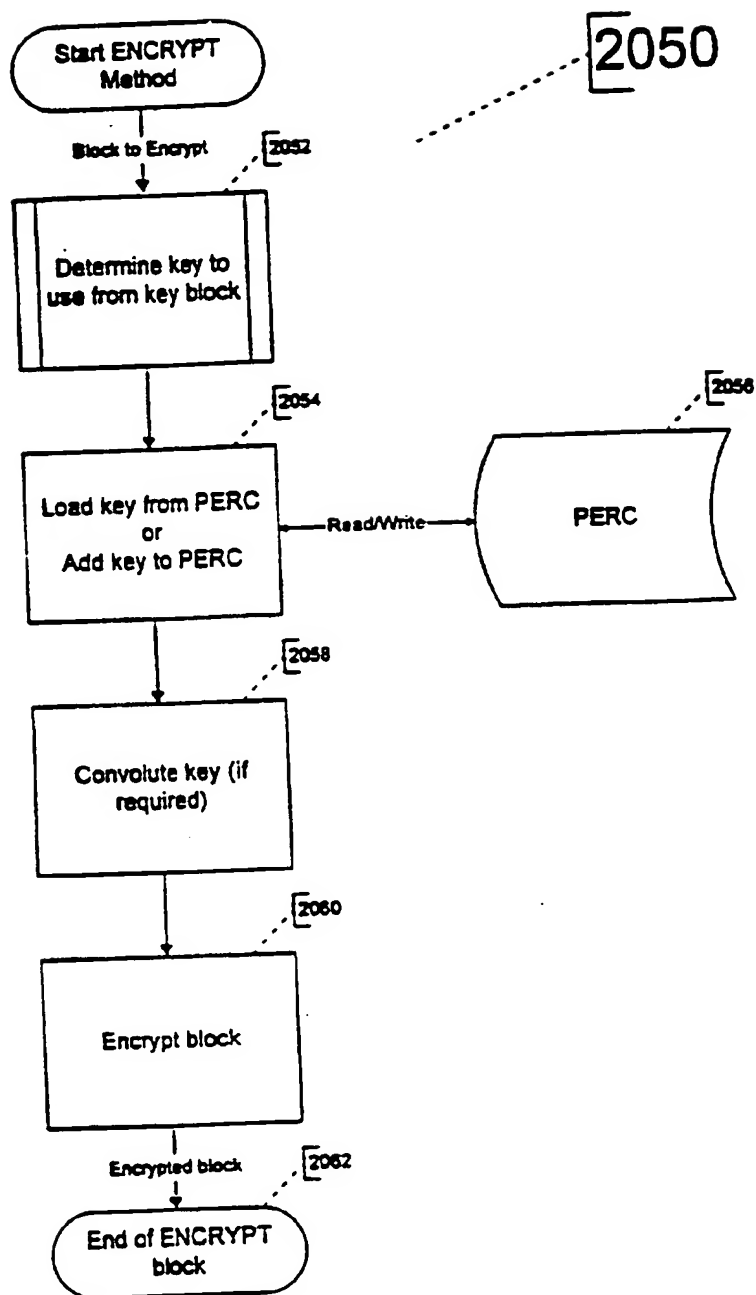 Start ENCRYPT
Method
2050
Block to Encrypt
2052
Determine key to
use from key block
2054
2056
Load key from PERC
or
Add key to PERC
Read/Write
PERC
2058
Convolute key (if
required)
2060
Encrypt block
Encrypted block
2062
End of ENCRYPT
block